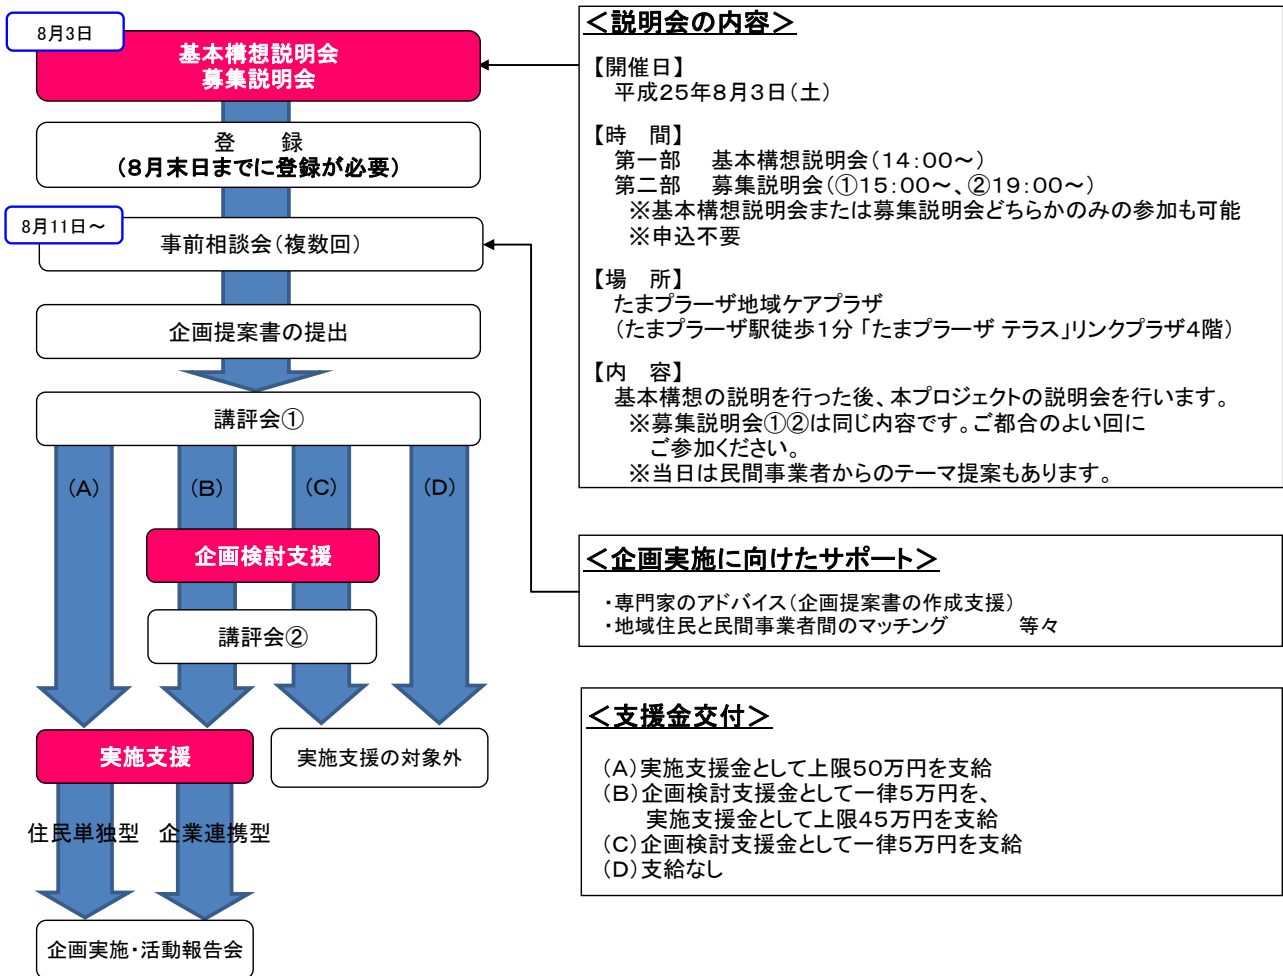 8月3日
基本構想説明会
募集説明会
登　　録
(8月末日までに登録が必要)
8月11日～
事前相談会(複数回)
企画提案書の提出
講評会①
(A)
(B)
(C)
(D)
企画検討支援
講評会②
実施支援
実施支援の対象外
住民単独型
企業連携型
企画実施・活動報告会
＜説明会の内容＞
【開催日】
平成25年8月3日(土)
【時　間】
第一部　基本構想説明会(14:00～)
第二部　募集説明会(①15:00～、②19:00～)
※基本構想説明会または募集説明会どちらかのみの参加も可能
※申込不要
【場　所】
たまプラーザ地域ケアプラザ
(たまプラーザ駅徒歩1分「たまプラーザ テラス」リンクプラザ4階)
【内　容】
基本構想の説明を行った後、本プロジェクトの説明会を行います。
※募集説明会①②は同じ内容です。ご都合のよい回に
ご参加ください。
※当日は民間事業者からのテーマ提案もあります。
＜企画実施に向けたサポート＞
・専門家のアドバイス(企画提案書の作成支援)
・地域住民と民間事業者間のマッチング　　　等々
＜支援金交付＞
(A)実施支援金として上限50万円を支給
(B)企画検討支援金として一律5万円を、
実施支援金として上限45万円を支給
(C)企画検討支援金として一律5万円を支給
(D)支給なし